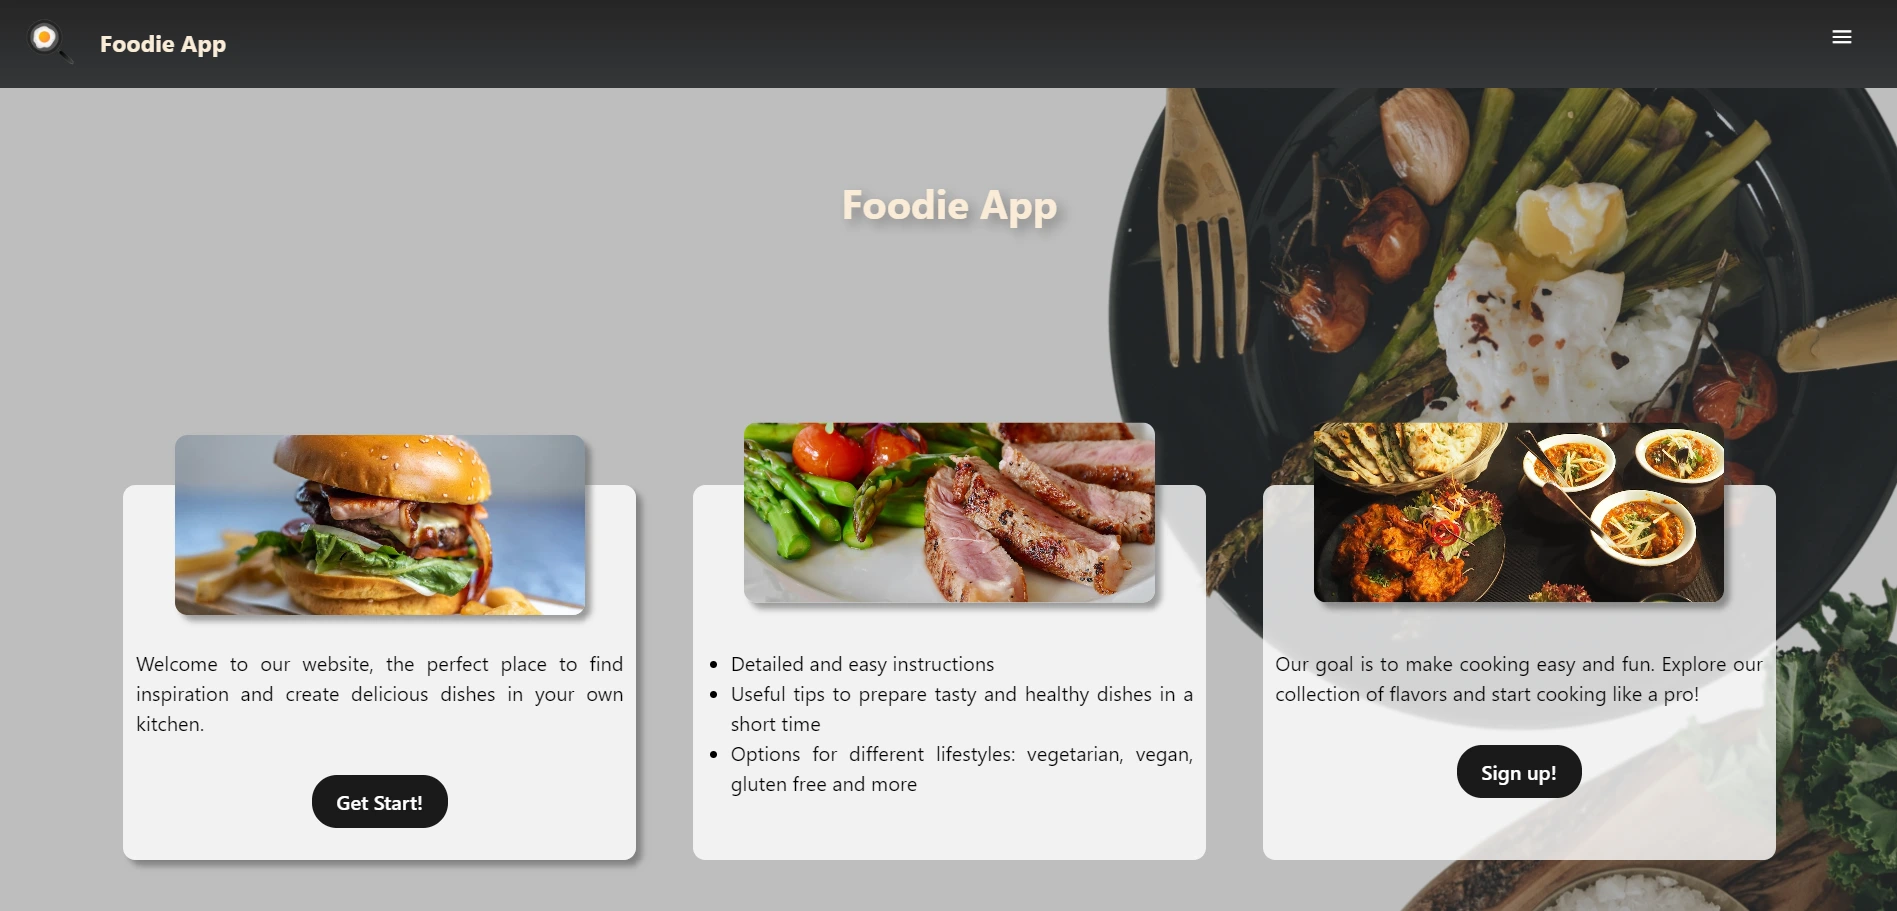 Foodie App
Foodie App
Welcome to our website, the perfect place to find
inspiration and create delicious dishes in your own
kitchen.
Get Start!
Detailed and easy instructions
Useful tips to prepare tasty and healthy dishes in a
short time
Options for different lifestyles: vegetarian, vegan,
gluten free and more
Our goal is to make cooking easy and fun. Explore our
collection of flavors and start cooking like a pro!
Sign up!